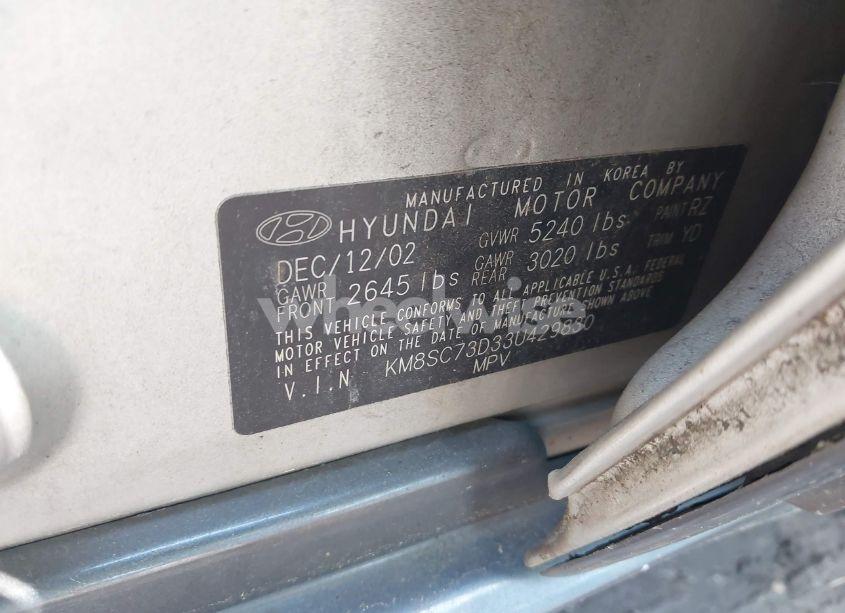 MANUFACTURED IN KOREA BY
HYUNDAI MOTOR COMPANY
DEC/12/02 GVWR 5240 lbs PAINT RZ
GAWR FRONT 2645 lbs GAWR REAR 3020 lbs TRIM YD
THIS VEHICLE CONFORMS TO ALL APPLICABLE U.S.A. FEDERAL
MOTOR VEHICLE SAFETY AND THEFT PREVENTION STANDARDS
IN EFFECT ON THE DATE OF MANUFACTURE SHOWN ABOVE
V.I.N KM8SC73D33U429830
MPV
wheelwise